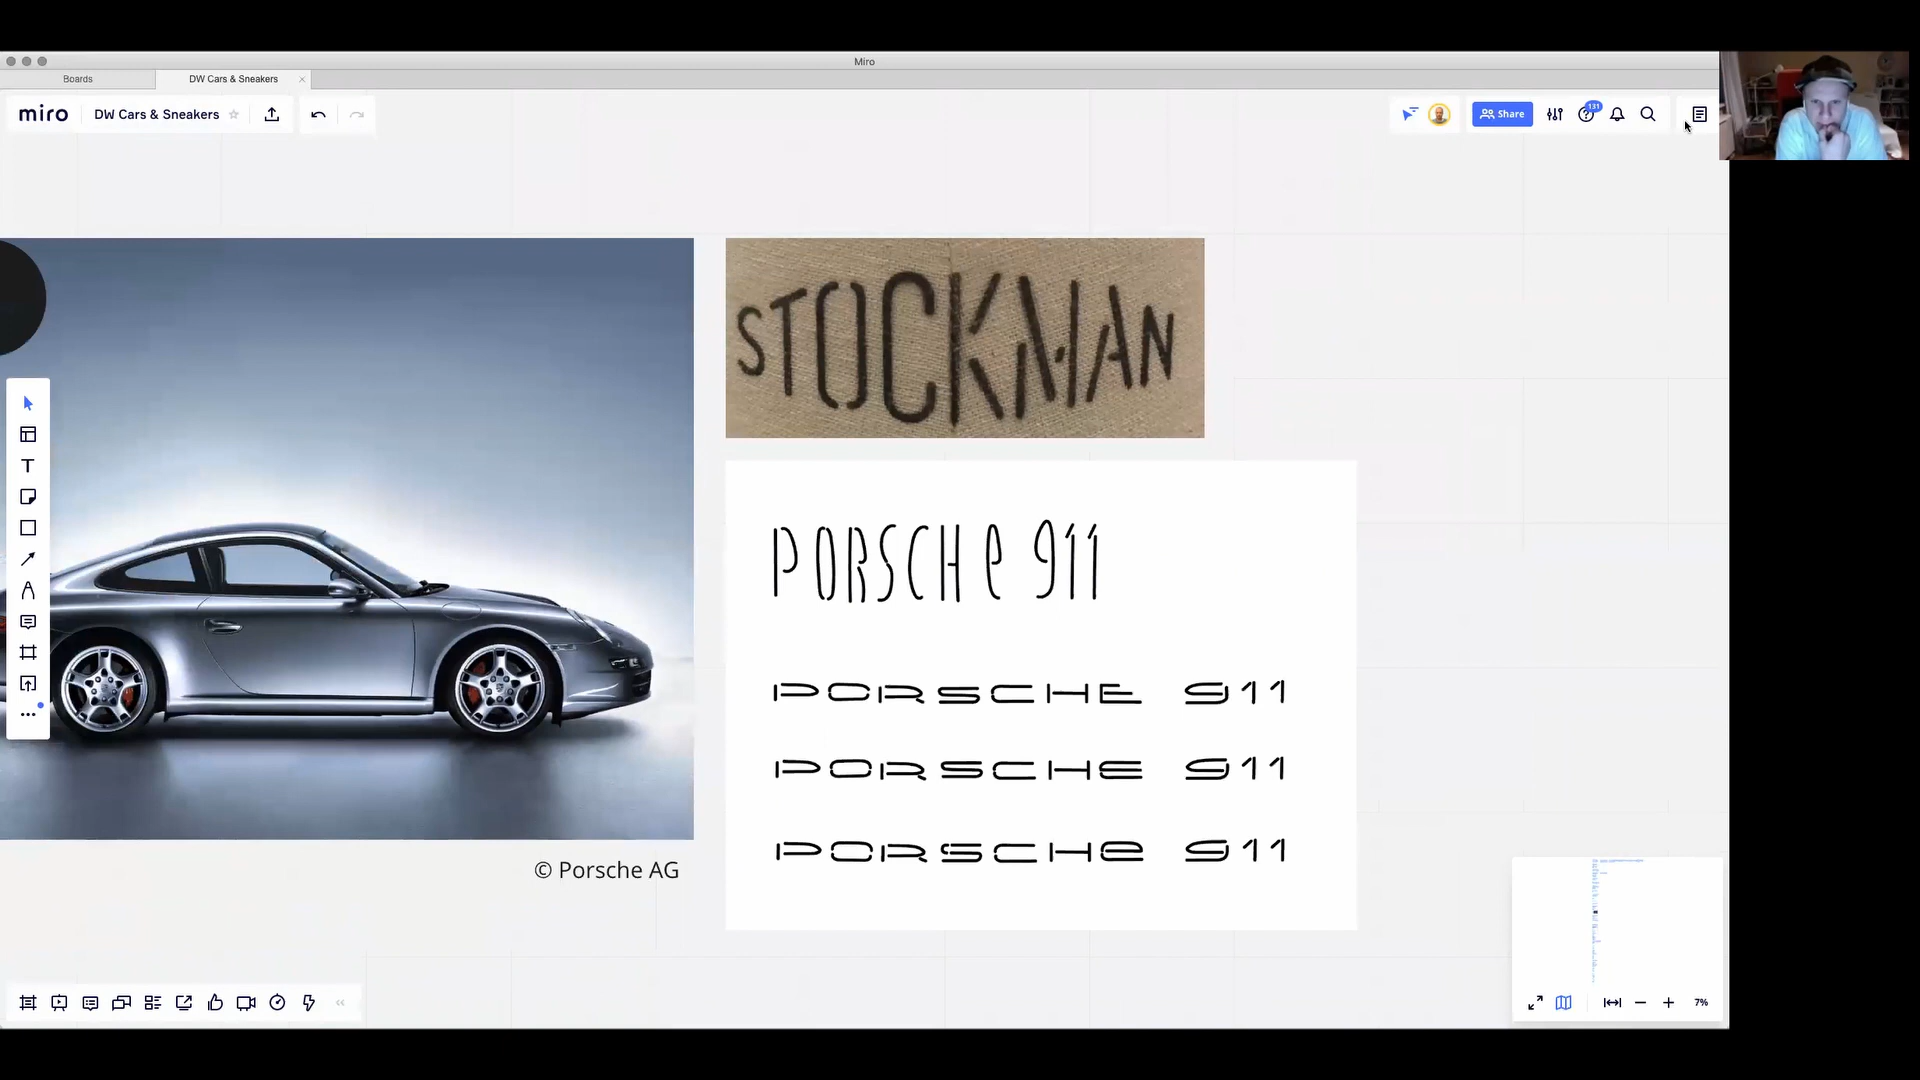 Miro
Boards
DW Cars & Sneakers
miro
DW Cars & Sneakers
Share
131
STOCKMAN
PORSCHe 911
PORSCHE 911
PORSCHE 911
PORSCHe 911
© Porsche AG
7%